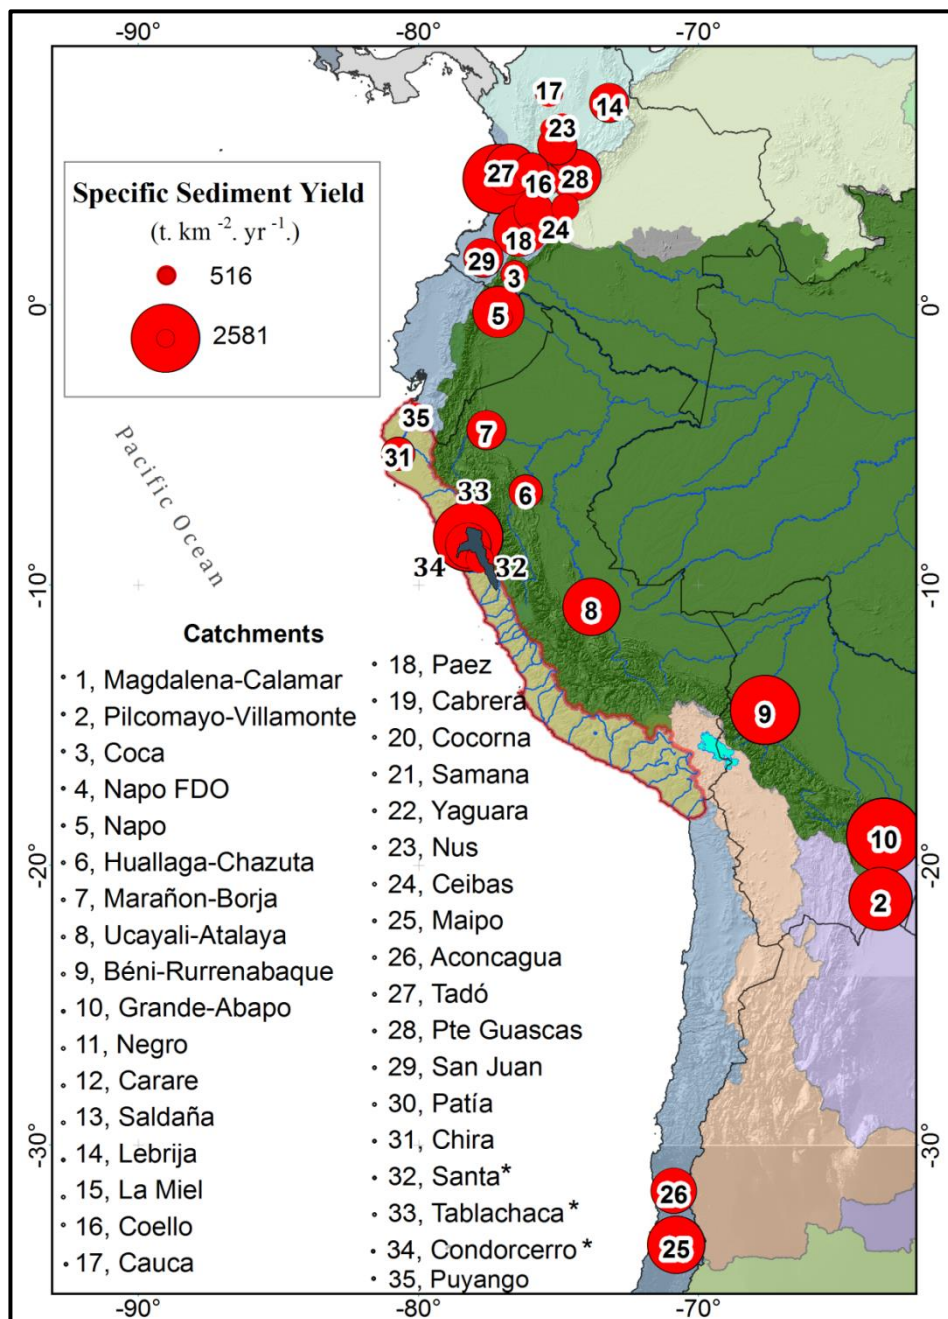 -90°
-80°
-70°
17
14
23
27
16
28
18
24
29
3
5
Specific Sediment Yield
(t. km -2. yr -1.)
516
2581
0°
0°
35
31
7
6
33
34
32
8
Pacific Ocean
-10°
-10°
9
10
2
-20°
-20°
26
25
-30°
-30°
Catchments
1, Magdalena-Calamar
2, Pilcomayo-Villamonte
3, Coca
4, Napo FDO
5, Napo
6, Huallaga-Chazuta
7, Marañon-Borja
8, Ucayali-Atalaya
9, Béni-Rurrenabaque
10, Grande-Abapo
11, Negro
12, Carare
13, Saldaña
14, Lebrija
15, La Miel
16, Coello
17, Cauca
18, Paez
19, Cabrera
20, Cocorna
21, Samana
22, Yaguara
23, Nus
24, Ceibas
25, Maipo
26, Aconcagua
27, Tadó
28, Pte Guascas
29, San Juan
30, Patía
31, Chira
32, Santa*
33, Tablachaca*
34, Condorcerro*
35, Puyango
-90°
-80°
-70°